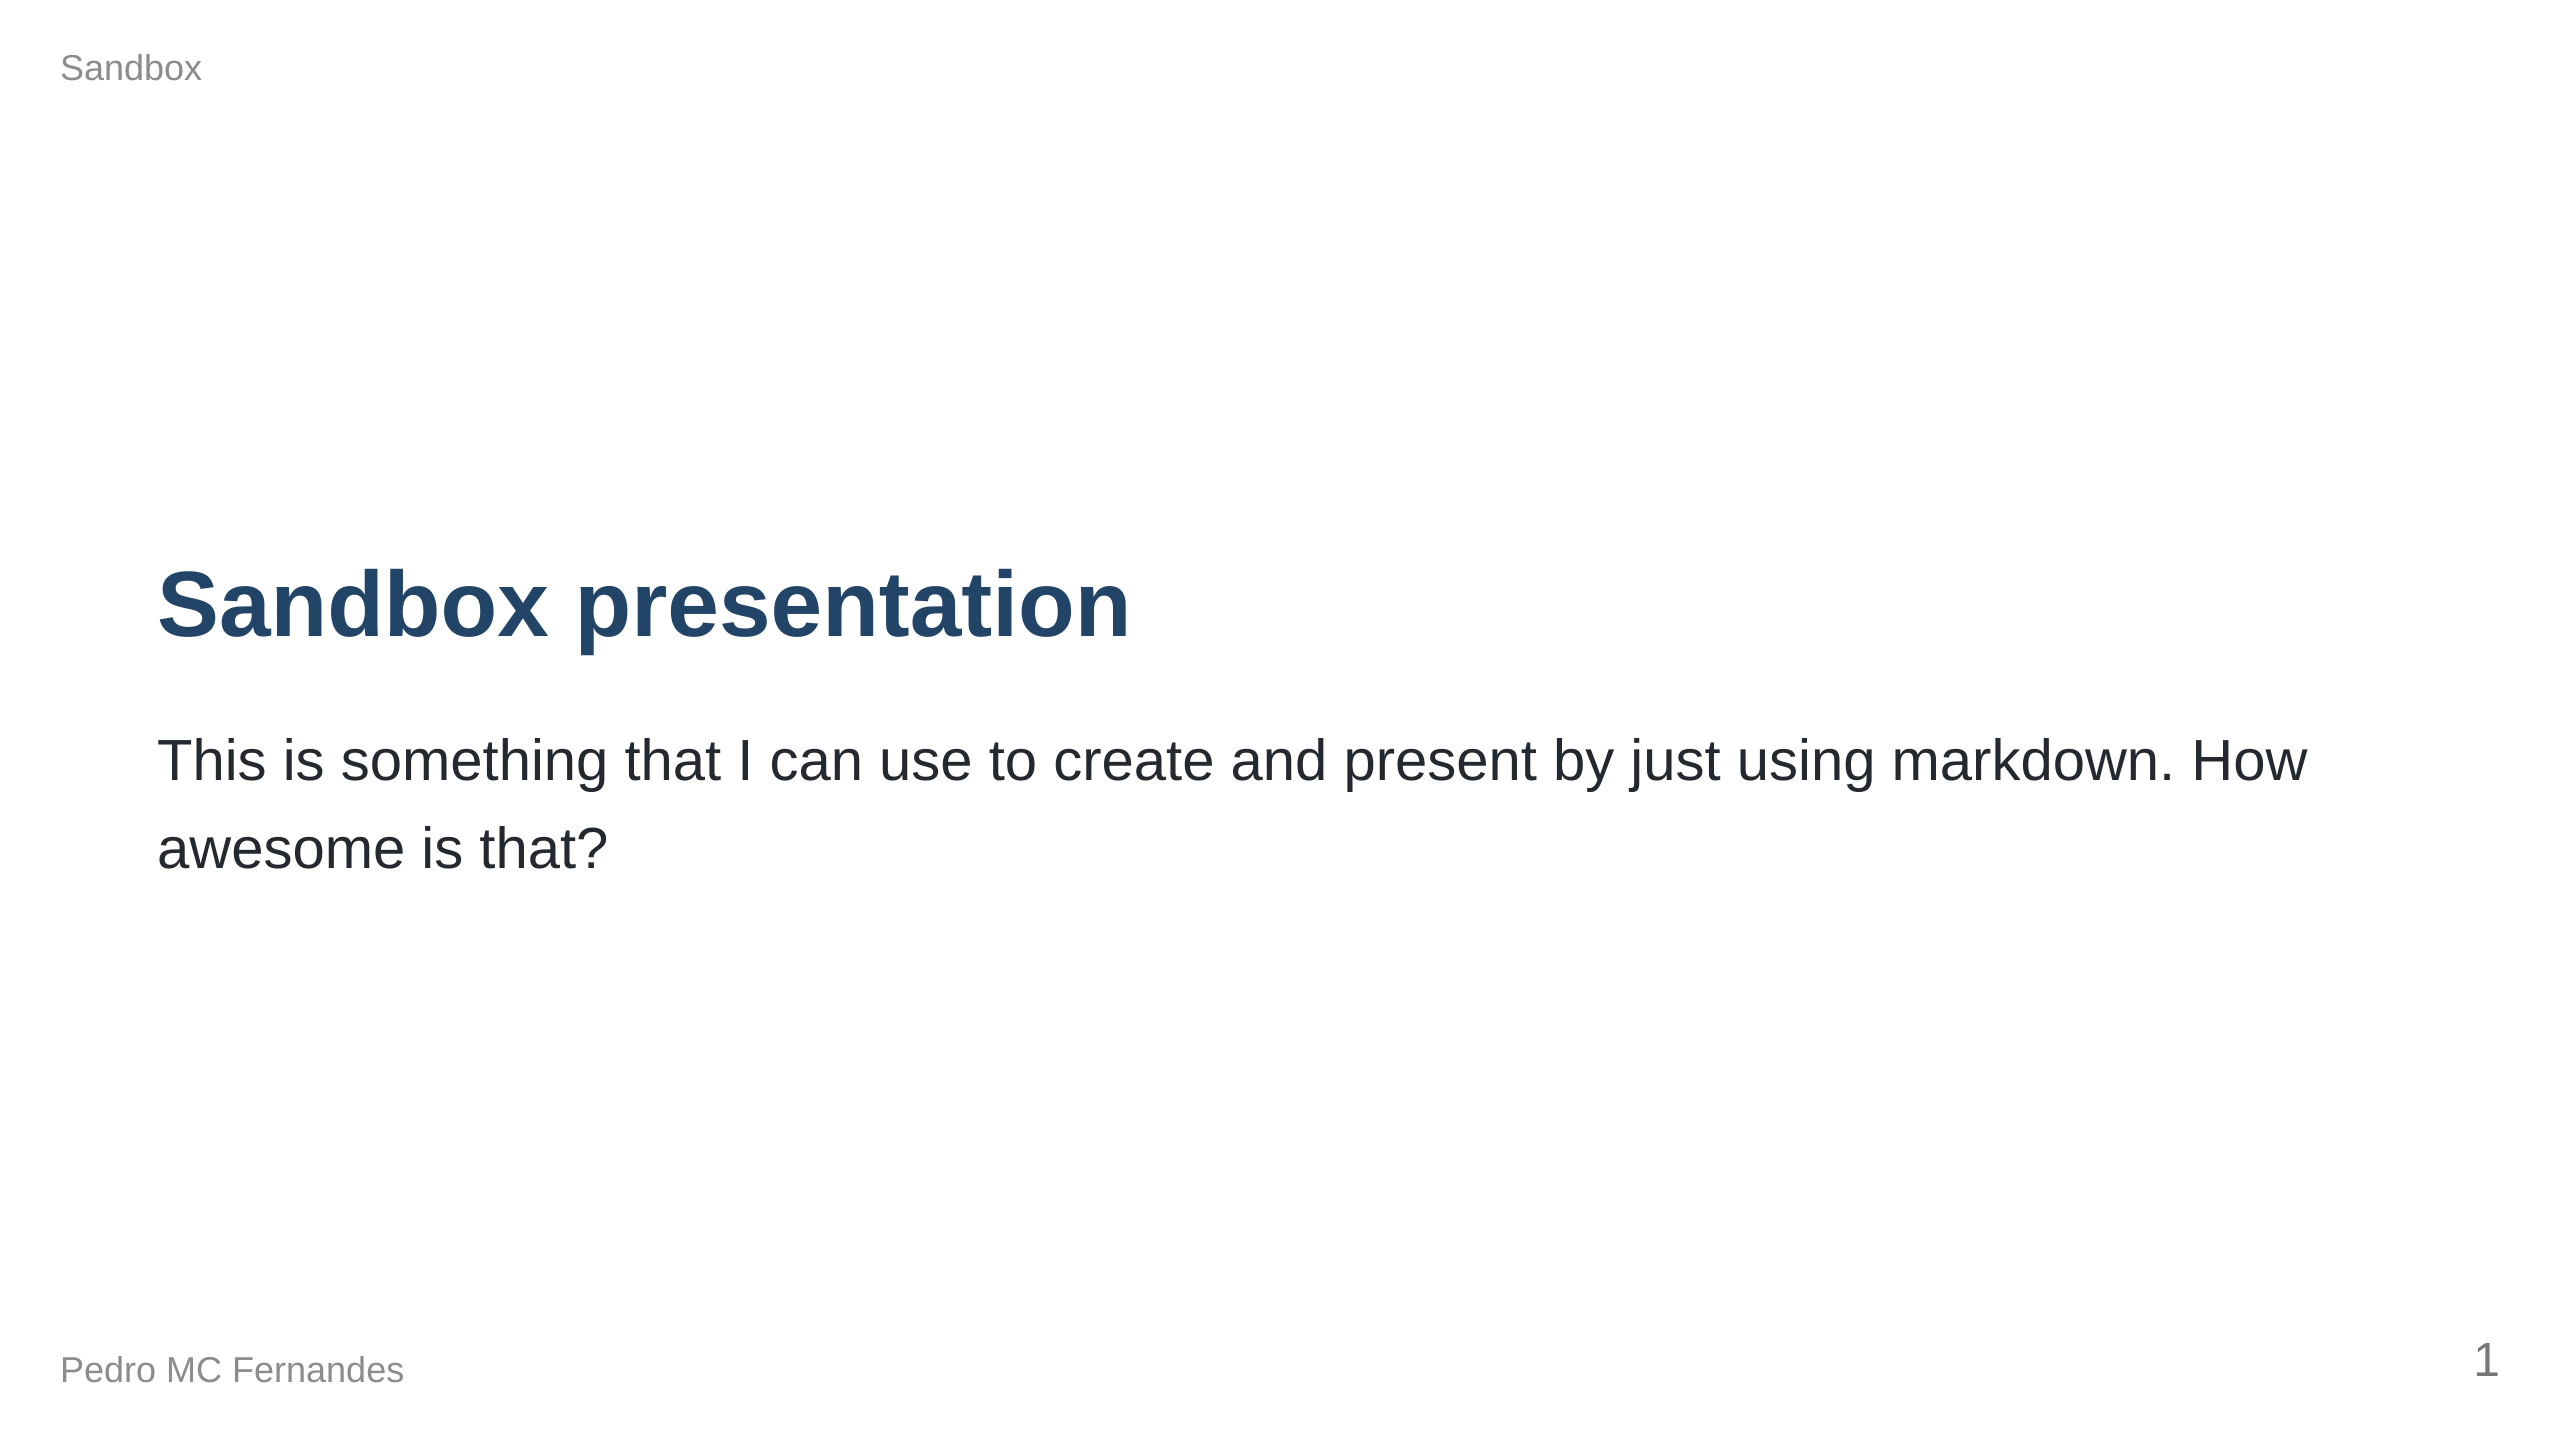 Sandbox
Sandbox presentation
This is something that I can use to create and present by just using markdown. How
awesome is that?
Pedro MC Fernandes
1